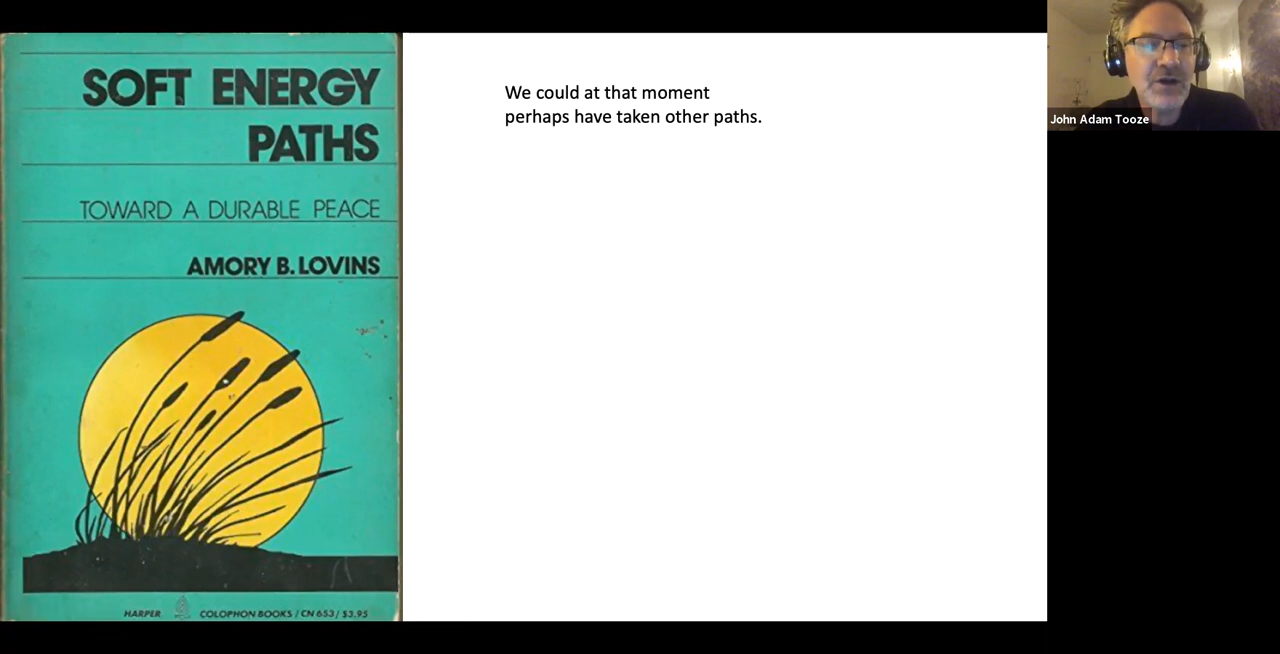 SOFT ENERGY
PATHS
TOWARD A DURABLE PEACE
AMORY B. LOVINS
HARPER COLOPHON BOOKS / CN 653 / $3.95
We could at that moment
perhaps have taken other paths.
John Adam Tooze